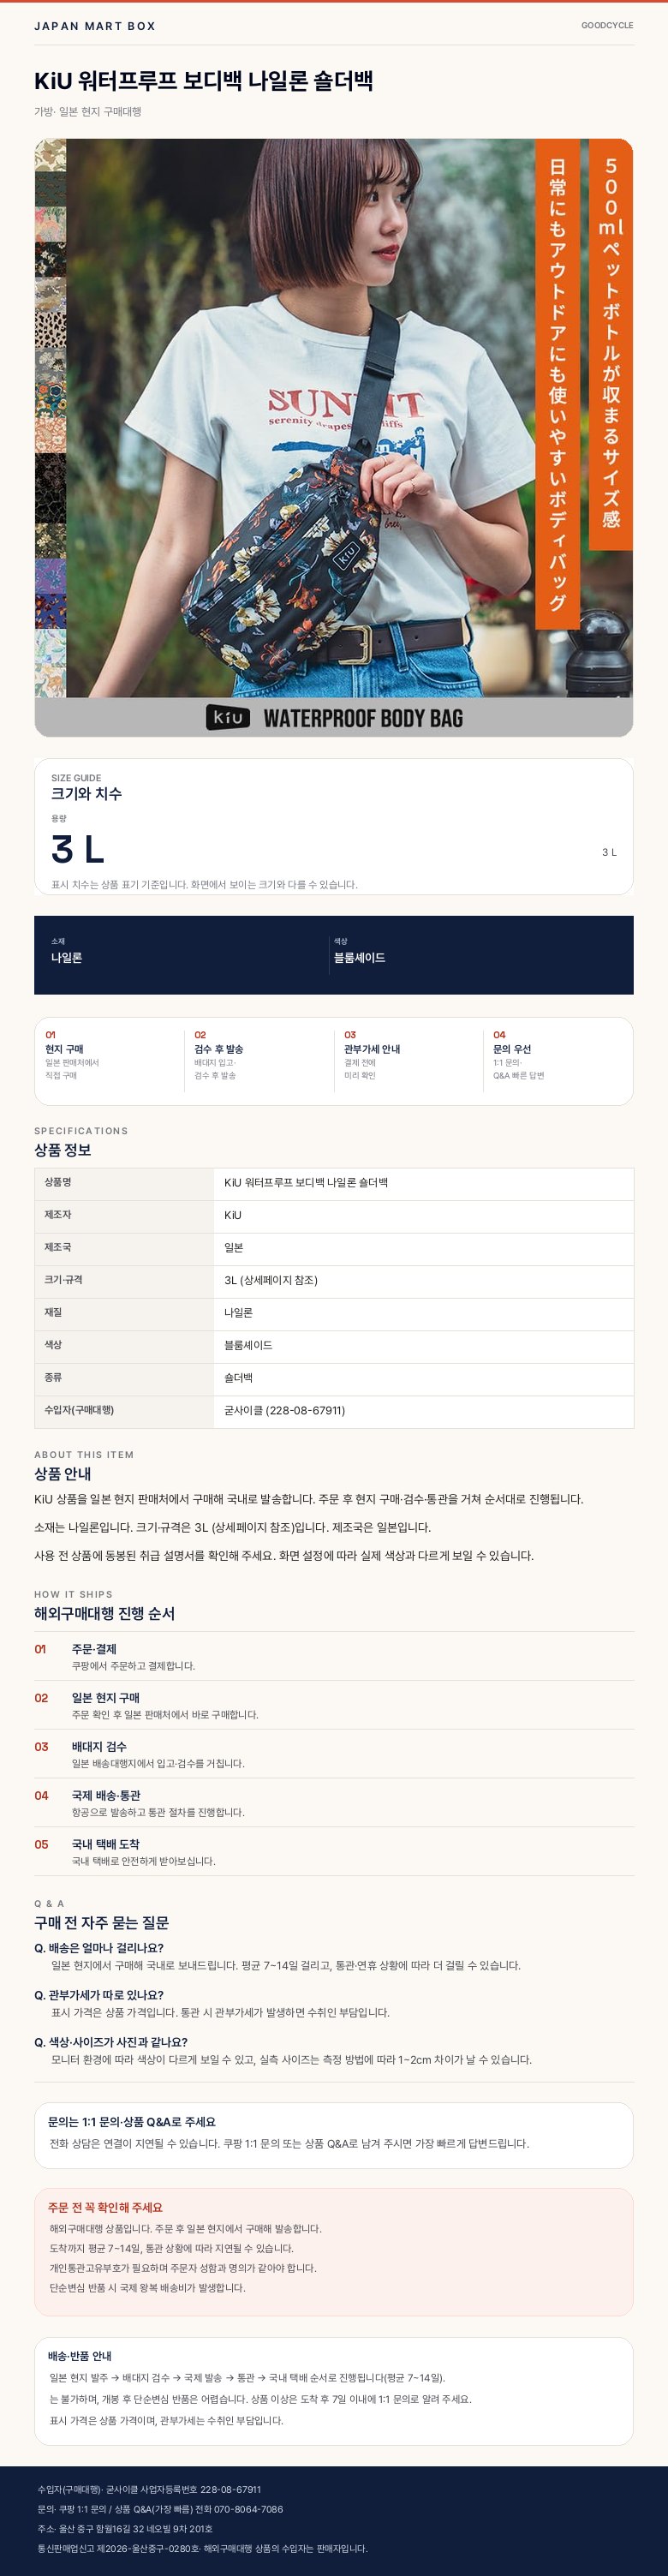 JAPAN MART BOX
GOODCYCLE
KiU 워터프루프 보디백 나일론 숄더백
가방· 일본 현지 구매대행
500mlペットボトルが収まるサイズ感
日常にもアウトドアにも使いやすいボディバッグ
SUNLIT
serenity drapes cliffs
kiu
kiu WATERPROOF BODY BAG
SIZE GUIDE
크기와 치수
용량
3 L
3 L
표시 치수는 상품 표기 기준입니다. 화면에서 보이는 크기와 다를 수 있습니다.
소재
나일론
색상
블룸셰이드
01
현지 구매
일본 판매처에서
직접 구매
02
검수 후 발송
배대지 입고·
검수 후 발송
03
관부가세 안내
결제 전에
미리 확인
04
문의 우선
1:1 문의·
Q&A 빠른 답변
SPECIFICATIONS
상품 정보
상품명 KiU 워터프루프 보디백 나일론 숄더백
제조자 KiU
제조국 일본
크기·규격 3L (상세페이지 참조)
재질 나일론
색상 블룸셰이드
종류 숄더백
수입자(구매대행) 굳사이클 (228-08-67911)
ABOUT THIS ITEM
상품 안내
KiU 상품을 일본 현지 판매처에서 구매해 국내로 발송합니다. 주문 후 현지 구매·검수·통관을 거쳐 순서대로 진행됩니다.
소재는 나일론입니다. 크기·규격은 3L (상세페이지 참조)입니다. 제조국은 일본입니다.
사용 전 상품에 동봉된 취급 설명서를 확인해 주세요. 화면 설정에 따라 실제 색상과 다르게 보일 수 있습니다.
HOW IT SHIPS
해외구매대행 진행 순서
01 주문·결제
쿠팡에서 주문하고 결제합니다.
02 일본 현지 구매
주문 확인 후 일본 판매처에서 바로 구매합니다.
03 배대지 검수
일본 배송대행지에서 입고·검수를 거칩니다.
04 국제 배송·통관
항공으로 발송하고 통관 절차를 진행합니다.
05 국내 택배 도착
국내 택배로 안전하게 받아보십니다.
Q & A
구매 전 자주 묻는 질문
Q. 배송은 얼마나 걸리나요?
일본 현지에서 구매해 국내로 보내드립니다. 평균 7~14일 걸리고, 통관·연휴 상황에 따라 더 걸릴 수 있습니다.
Q. 관부가세가 따로 있나요?
표시 가격은 상품 가격입니다. 통관 시 관부가세가 발생하면 수취인 부담입니다.
Q. 색상·사이즈가 사진과 같나요?
모니터 환경에 따라 색상이 다르게 보일 수 있고, 실측 사이즈는 측정 방법에 따라 1~2cm 차이가 날 수 있습니다.
문의는 1:1 문의·상품 Q&A로 주세요
전화 상담은 연결이 지연될 수 있습니다. 쿠팡 1:1 문의 또는 상품 Q&A로 남겨 주시면 가장 빠르게 답변드립니다.
주문 전 꼭 확인해 주세요
해외구매대행 상품입니다. 주문 후 일본 현지에서 구매해 발송합니다.
도착까지 평균 7~14일, 통관 상황에 따라 지연될 수 있습니다.
개인통관고유부호가 필요하며 주문자 성함과 명의가 같아야 합니다.
단순변심 반품 시 국제 왕복 배송비가 발생합니다.
배송·반품 안내
일본 현지 발주 → 배대지 검수 → 국제 발송 → 통관 → 국내 택배 순서로 진행됩니다(평균 7~14일).
는 불가하며, 개봉 후 단순변심 반품은 어렵습니다. 상품 이상은 도착 후 7일 이내에 1:1 문의로 알려 주세요.
표시 가격은 상품 가격이며, 관부가세는 수취인 부담입니다.
수입자(구매대행)· 굳사이클 사업자등록번호 228-08-67911
문의· 쿠팡 1:1 문의 / 상품 Q&A(가장 빠름) 전화 070-8064-7086
주소· 울산 중구 함월16길 32 네오빌 9차 201호
통신판매업신고 제2026-울산중구-0280호· 해외구매대행 상품의 수입자는 판매자입니다.